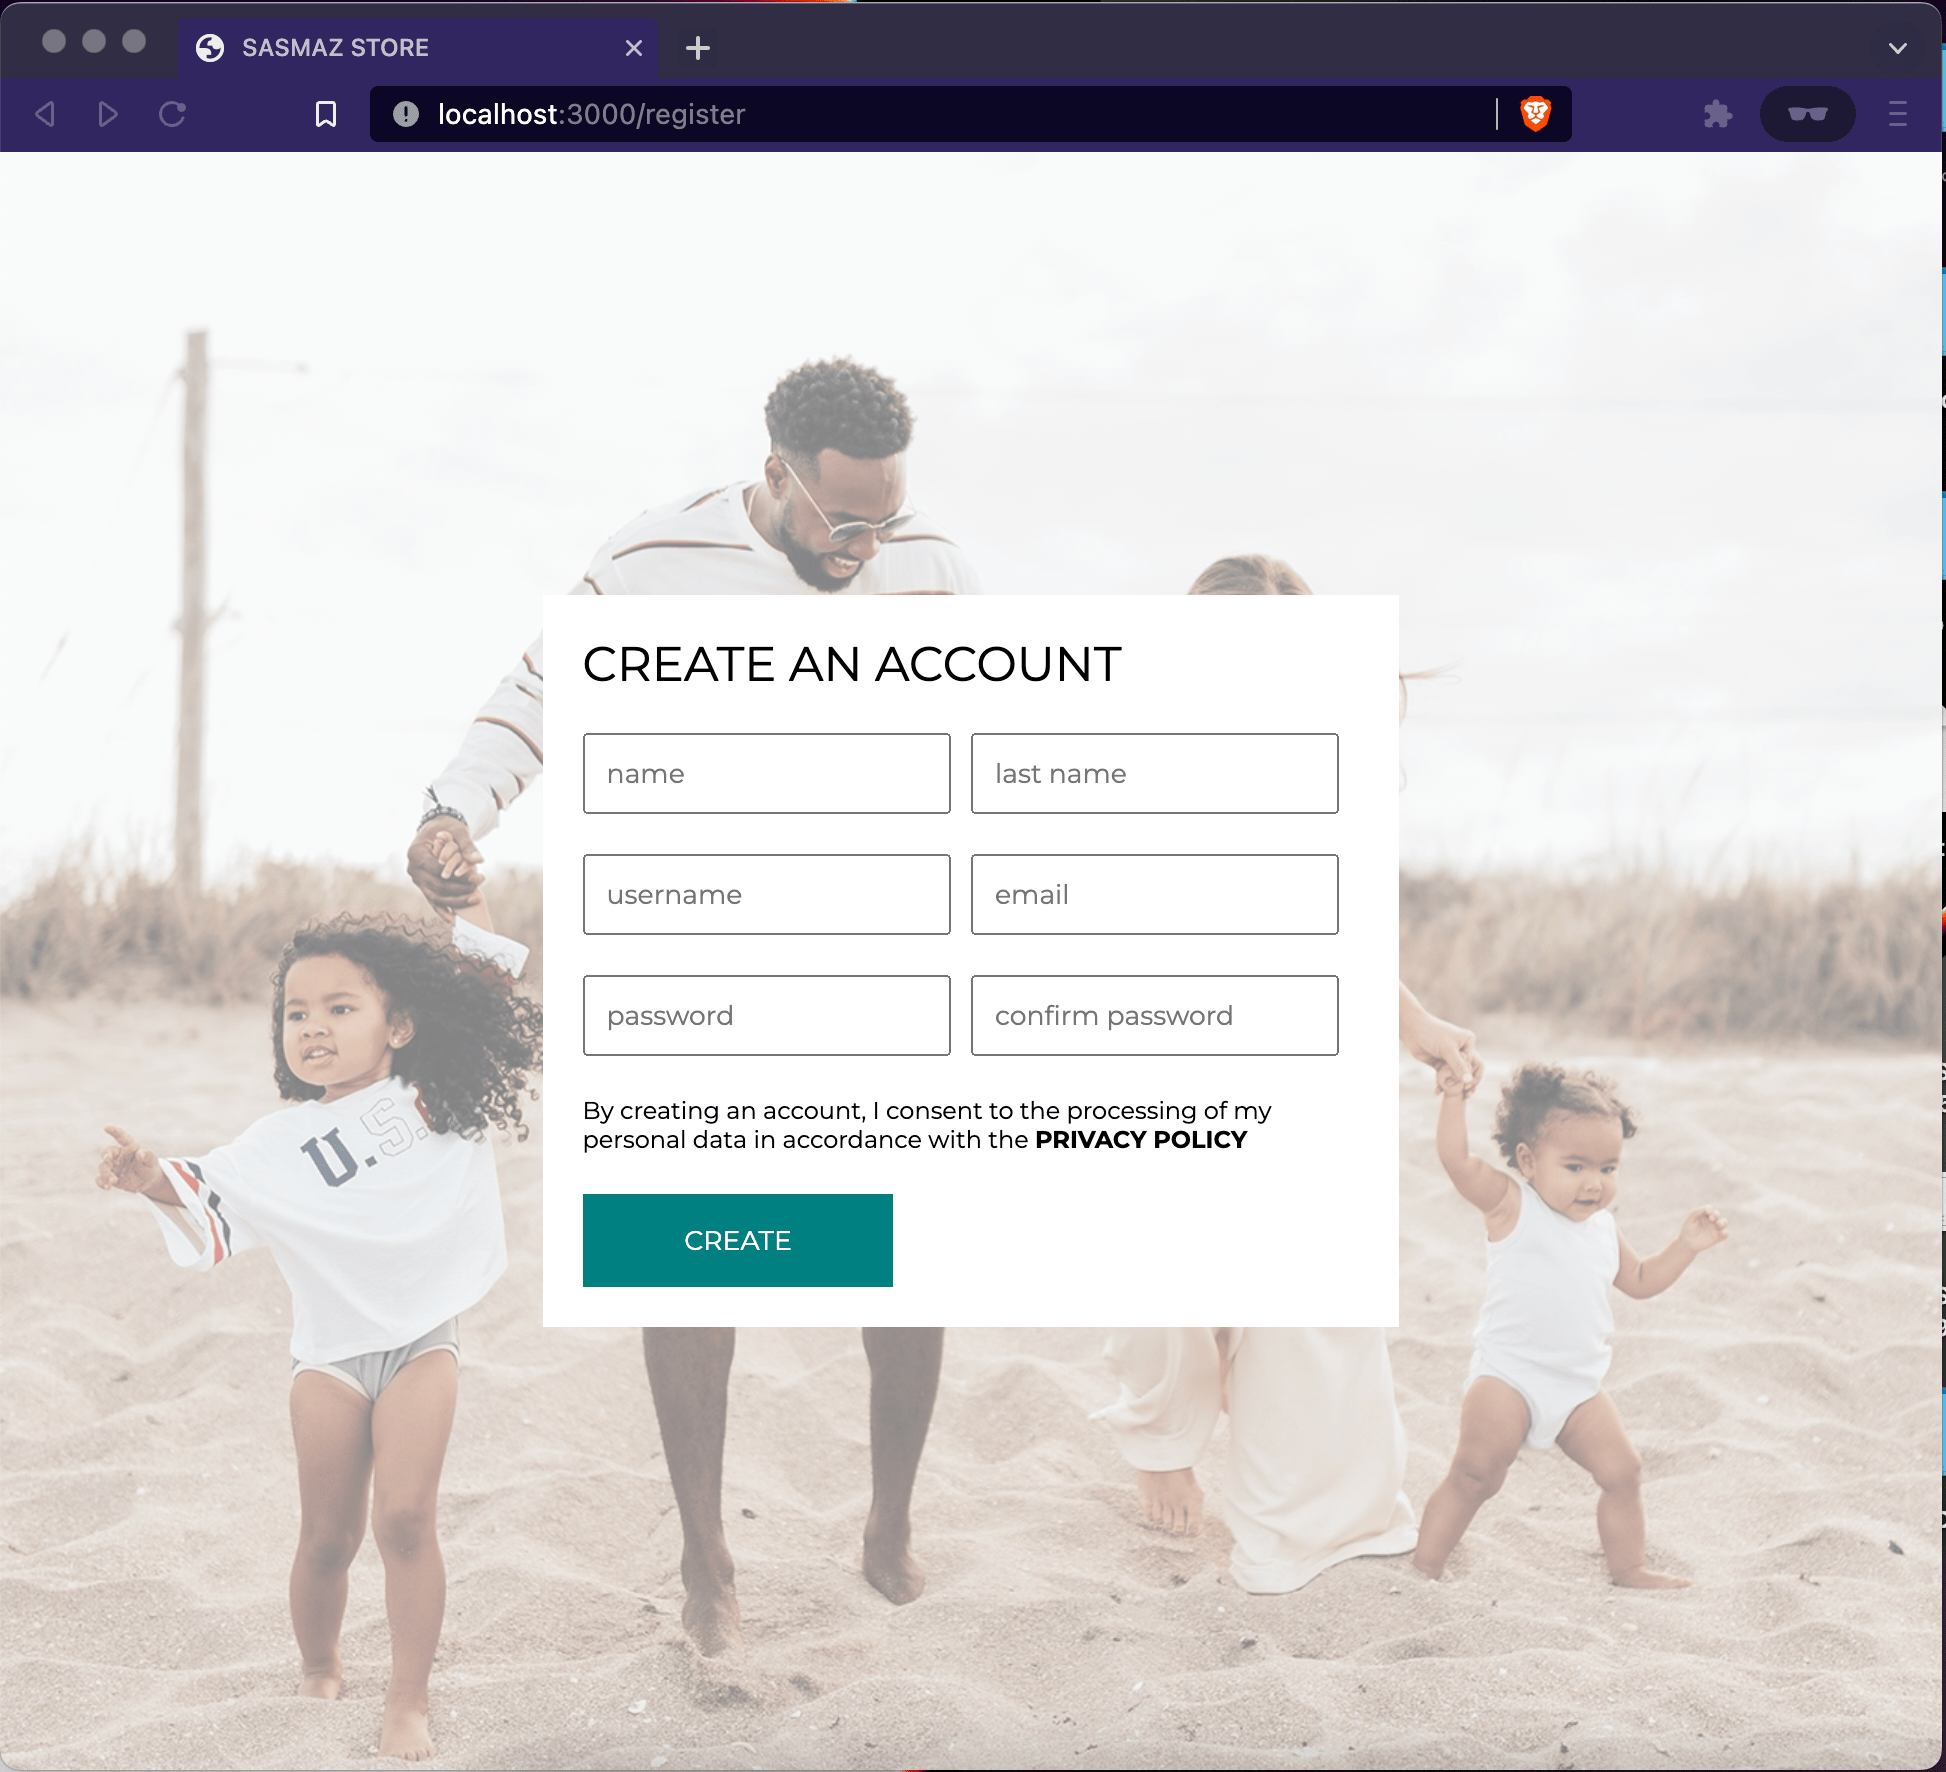 SASMAZ STORE
localhost:3000/register
CREATE AN ACCOUNT
name
last name
username
email
password
confirm password
U.S.
By creating an account, I consent to the processing of my
personal data in accordance with the PRIVACY POLICY
CREATE